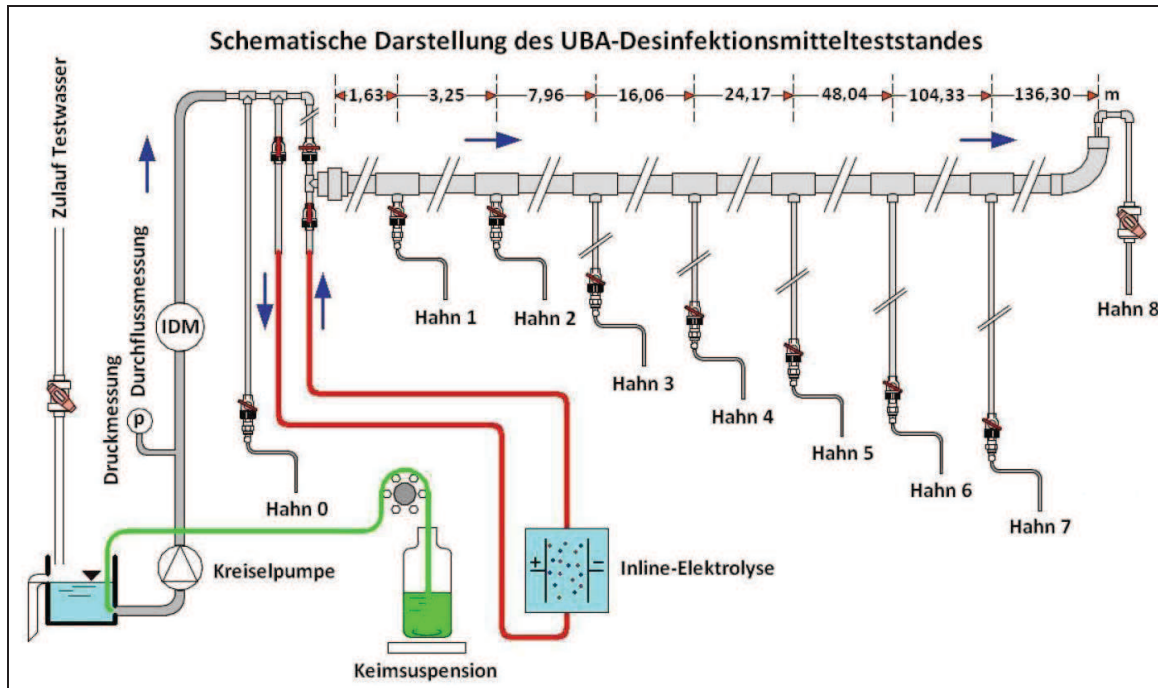 Schematische Darstellung des UBA-Desinfektionsmittelteststandes
1,63 3,25 7,96 16,06 24,17 48,04 104,33 136,30 m
Zulauf Testwasser
Druckmessung
Durchflussmessung
IDM
p
Hahn 0
Hahn 1
Hahn 2
Hahn 3
Hahn 4
Hahn 5
Hahn 6
Hahn 7
Hahn 8
Kreiselpumpe
Keimsuspension
+ −
Inline-Elektrolyse